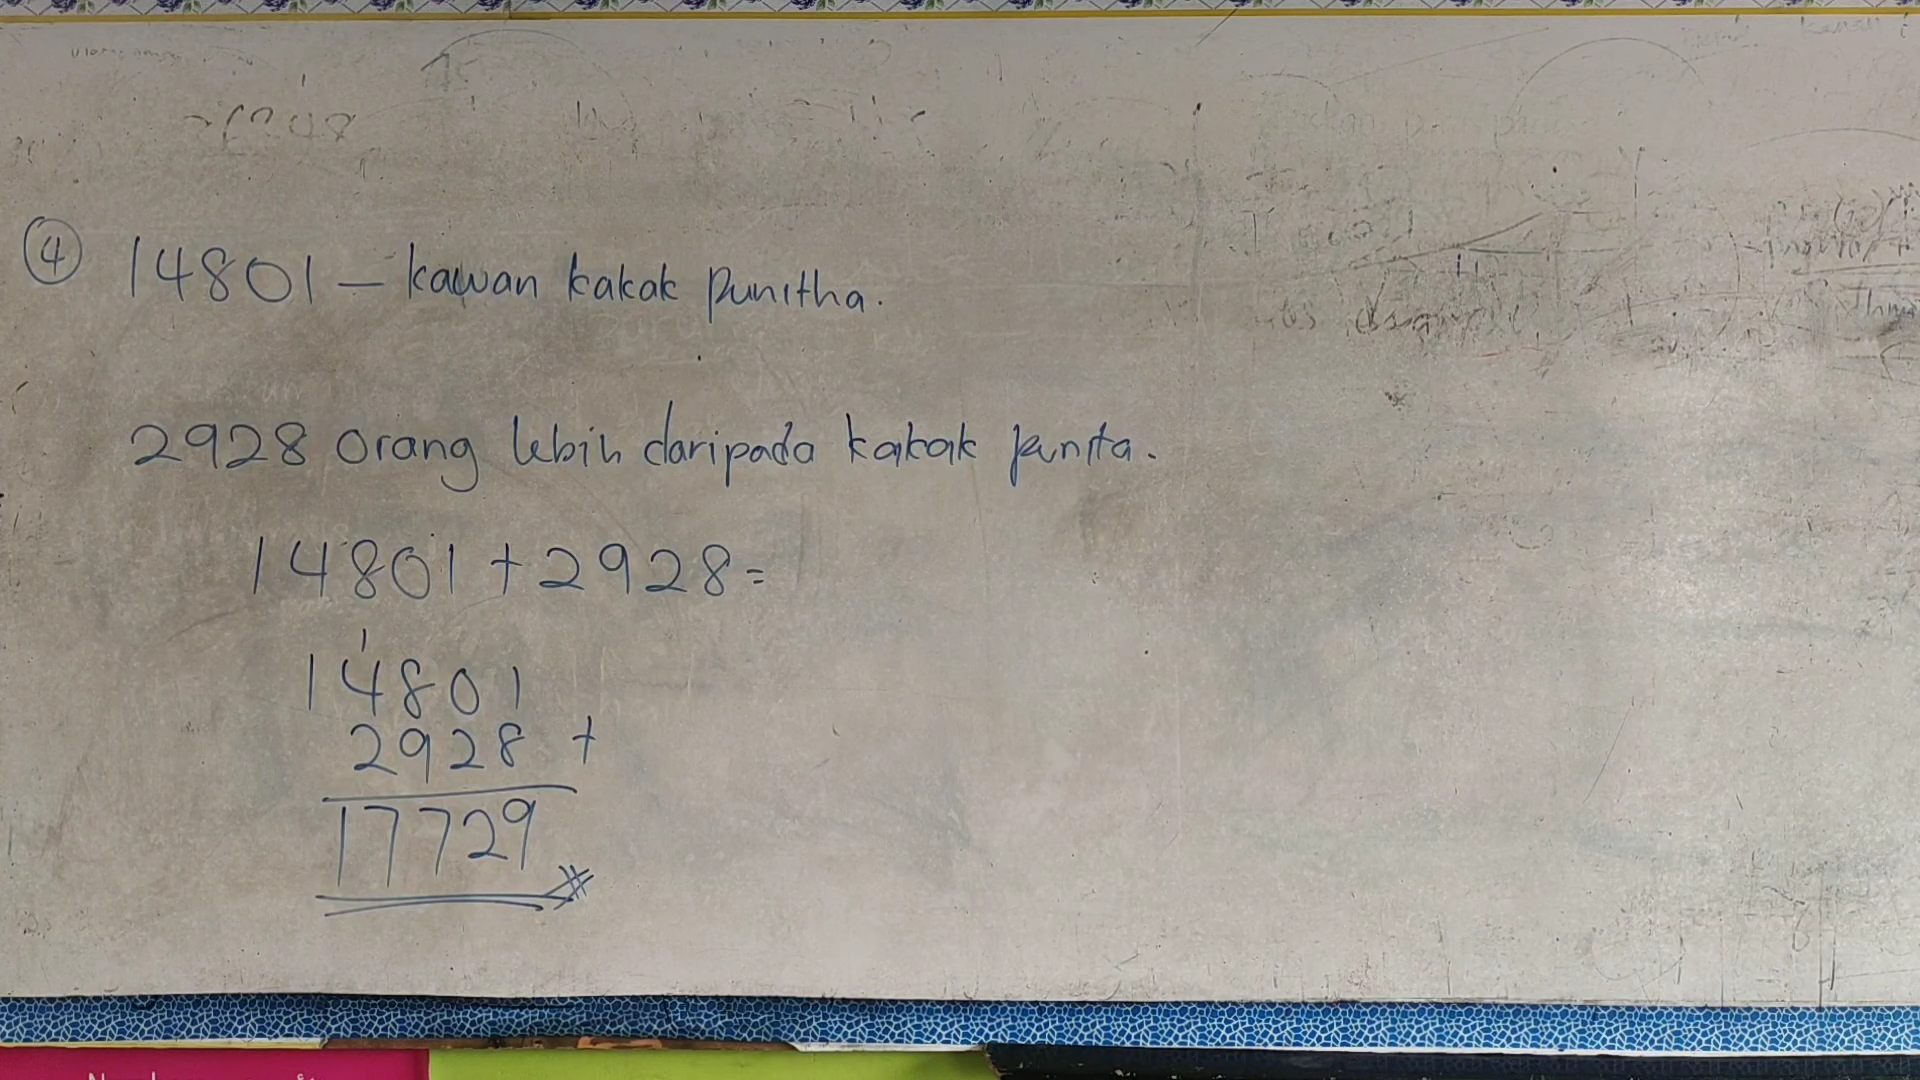 ④ 14801 – kawan kakak Punitha.
2928 orang lebih daripada kakak punita.
14801 + 2928 =
1
14801
2928 +
17729